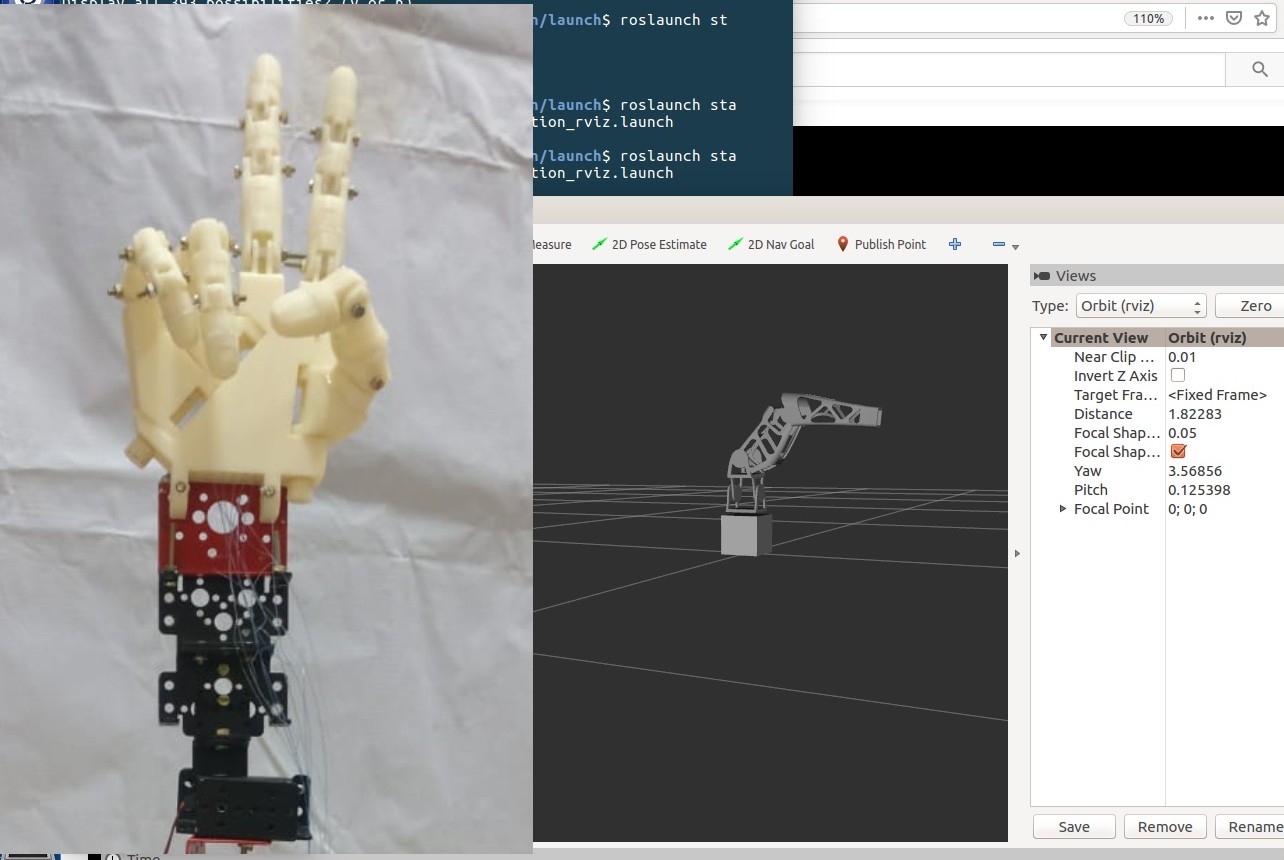 Display all 393 possibilities? (y or n)
n/launch$ roslaunch st
n/launch$ roslaunch sta
tion_rviz.launch
n/launch$ roslaunch sta
tion_rviz.launch
110%
Measure 2D Pose Estimate 2D Nav Goal Publish Point
Views
Type: Orbit (rviz) Zero
Current View Orbit (rviz)
Near Clip ... 0.01
Invert Z Axis
Target Fra... <Fixed Frame>
Distance 1.82283
Focal Shap... 0.05
Focal Shap...
Yaw 3.56856
Pitch 0.125398
Focal Point 0; 0; 0
Save Remove Rename
Time